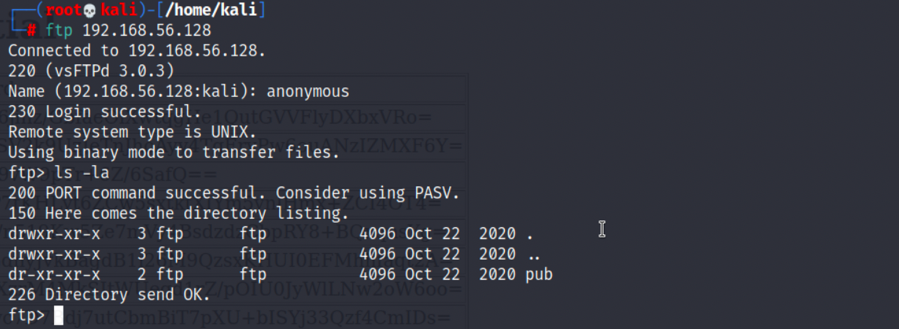 ┌──(root💀kali)-[/home/kali]
└─# ftp 192.168.56.128
Connected to 192.168.56.128.
220 (vsFTPd 3.0.3)
Name (192.168.56.128:kali): anonymous
230 Login successful.
Remote system type is UNIX.
Using binary mode to transfer files.
ftp> ls -la
200 PORT command successful. Consider using PASV.
150 Here comes the directory listing.
drwxr-xr-x    3 ftp      ftp          4096 Oct 22  2020 .
drwxr-xr-x    3 ftp      ftp          4096 Oct 22  2020 ..
dr-xr-xr-x    2 ftp      ftp          4096 Oct 22  2020 pub
226 Directory send OK.
ftp>